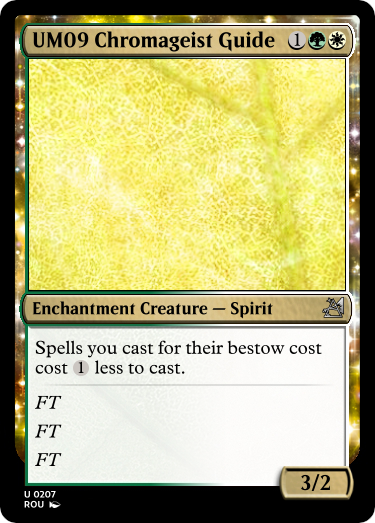 UM09 Chromageist Guide 1
Enchantment Creature — Spirit
Spells you cast for their bestow cost
cost 1 less to cast.
FT
FT
FT
3/2
U 0207
ROU